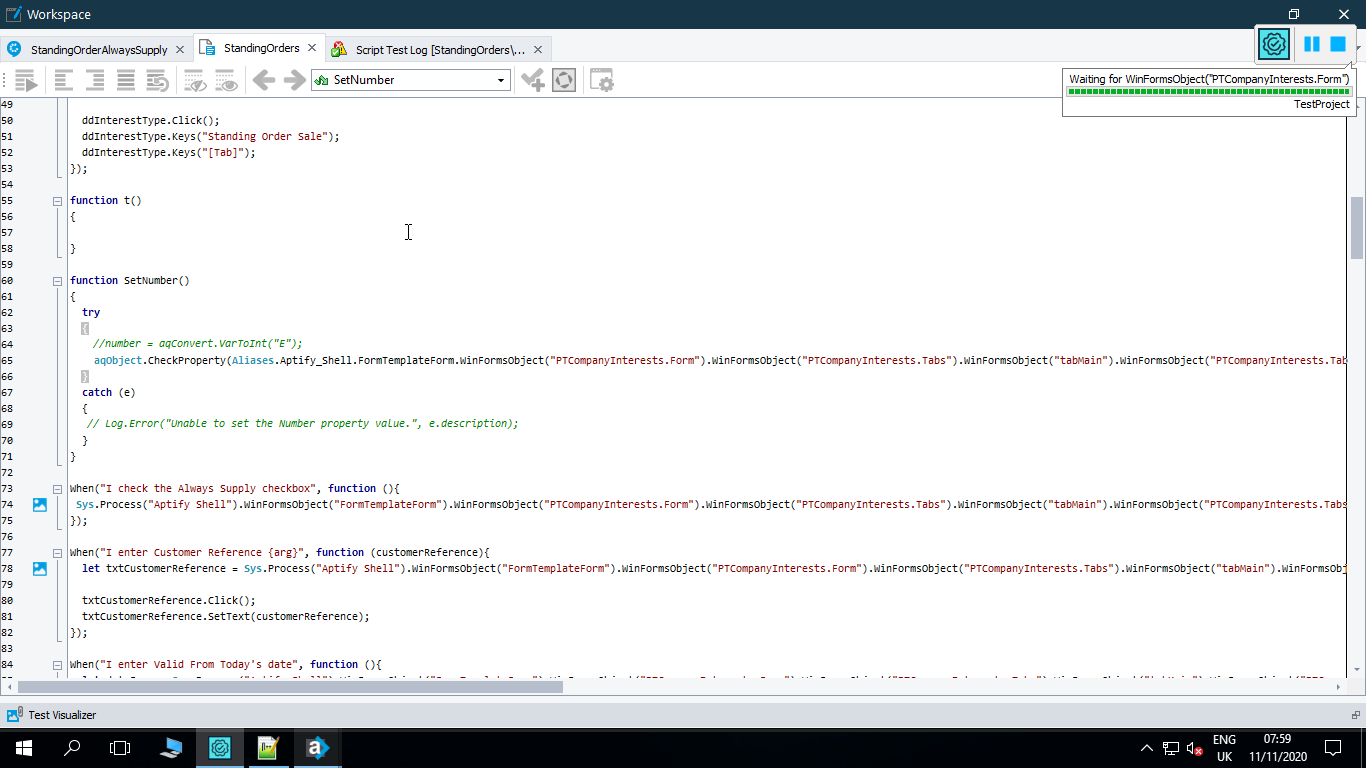 Workspace
StandingOrderAlwaysSupply
StandingOrders
Script Test Log [StandingOrders\...
SetNumber
Waiting for WinFormsObject("PTCompanyInterests.Form")
TestProject
49
50 ddInterestType.Click();
51 ddInterestType.Keys("Standing Order Sale");
52 ddInterestType.Keys("[Tab]");
53 });
54
55 function t()
56 {
57
58 }
59
60 function SetNumber()
61 {
62 try
63 {
64 //number = aqConvert.VarToInt("E");
65 aqObject.CheckProperty(Aliases.Aptify_Shell.FormTemplateForm.WinFormsObject("PTCompanyInterests.Form").WinFormsObject("PTCompanyInterests.Tabs").WinFormsObject("tabMain").WinFormsObject("PTCompanyInterests.Tab
66 }
67 catch (e)
68 {
69 // Log.Error("Unable to set the Number property value.", e.description);
70 }
71 }
72
73 When("I check the Always Supply checkbox", function (){
74 Sys.Process("Aptify Shell").WinFormsObject("FormTemplateForm").WinFormsObject("PTCompanyInterests.Form").WinFormsObject("PTCompanyInterests.Tabs").WinFormsObject("tabMain").WinFormsObject("PTCompanyInterests.Tabs
75 });
76
77 When("I enter Customer Reference {arg}", function (customerReference){
78 let txtCustomerReference = Sys.Process("Aptify Shell").WinFormsObject("FormTemplateForm").WinFormsObject("PTCompanyInterests.Form").WinFormsObject("PTCompanyInterests.Tabs").WinFormsObject("tabMain").WinFormsObj
79
80 txtCustomerReference.Click();
81 txtCustomerReference.SetText(customerReference);
82 });
83
84 When("I enter Valid From Today's date", function (){
Test Visualizer
ENG
UK
07:59
11/11/2020